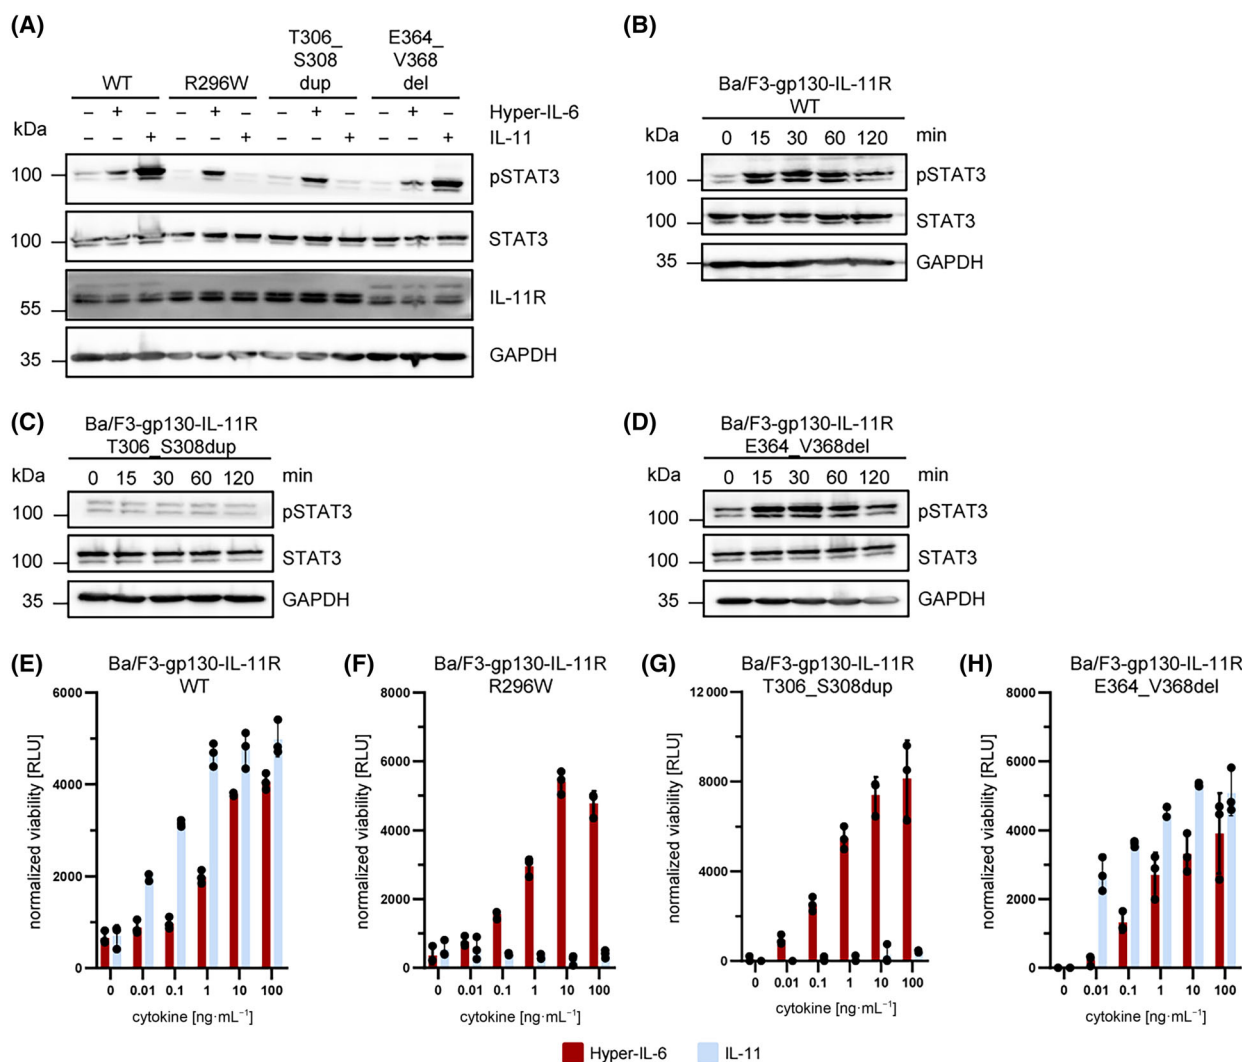 (A)
WT
R296W
T306_
S308
dup
E364_
V368
del
– + – – + – – + – – + – Hyper-IL-6
kDa – – + – – + – – + – – + IL-11
100 pSTAT3
100 STAT3
55 IL-11R
35 GAPDH
(B)
Ba/F3-gp130-IL-11R
WT
kDa 0 15 30 60 120 min
100 pSTAT3
100 STAT3
35 GAPDH
(C)
Ba/F3-gp130-IL-11R
T306_S308dup
kDa 0 15 30 60 120 min
100 pSTAT3
100 STAT3
35 GAPDH
(D)
Ba/F3-gp130-IL-11R
E364_V368del
kDa 0 15 30 60 120 min
100 pSTAT3
100 STAT3
35 GAPDH
(E)
Ba/F3-gp130-IL-11R
WT
normalized viability [RLU]
6000
4000
2000
0
0 0.01 0.1 1 10 100
cytokine [ng·mL⁻¹]
(F)
Ba/F3-gp130-IL-11R
R296W
normalized viability [RLU]
8000
6000
4000
2000
0
0 0.01 0.1 1 10 100
cytokine [ng·mL⁻¹]
(G)
Ba/F3-gp130-IL-11R
T306_S308dup
normalized viability [RLU]
12 000
8000
4000
0
0 0.01 0.1 1 10 100
cytokine [ng·mL⁻¹]
(H)
Ba/F3-gp130-IL-11R
E364_V368del
normalized viability [RLU]
8000
6000
4000
2000
0
0 0.01 0.1 1 10 100
cytokine [ng·mL⁻¹]
Hyper-IL-6 IL-11